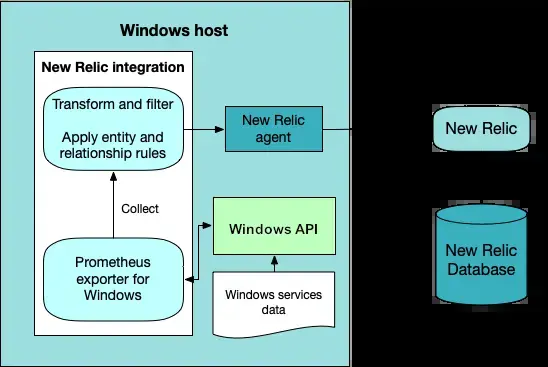 Windows host
New Relic integration
Transform and filter
Apply entity and
relationship rules
New Relic
agent
New Relic
Collect
Windows API
Prometheus
exporter for
Windows
Windows services
data
New Relic
Database